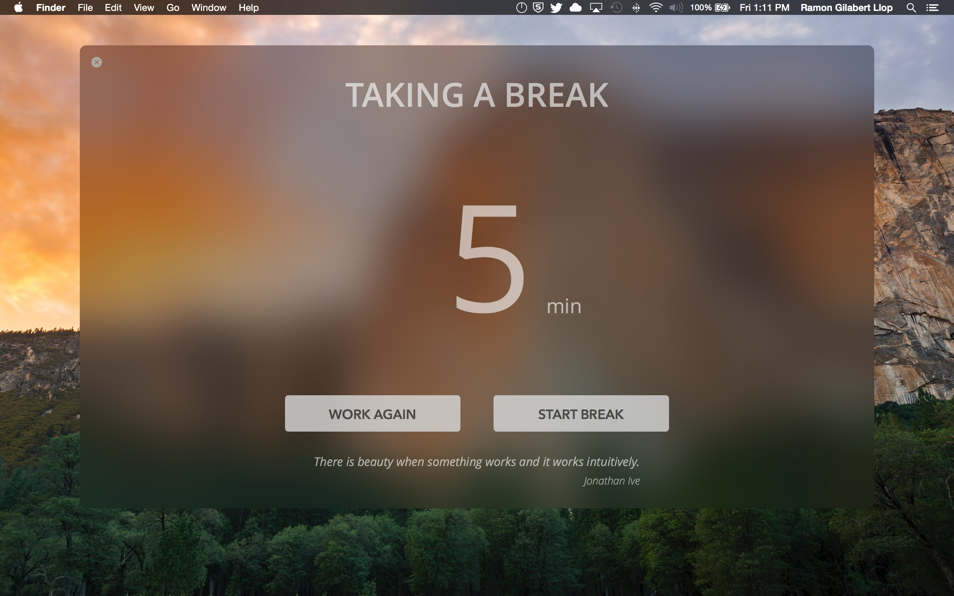 Finder File Edit View Go Window Help 100% Fri 1:11 PM Ramon Gilabert Llop
TAKING A BREAK
5 min
WORK AGAIN START BREAK
There is beauty when something works and it works intuitively.
Jonathan Ive